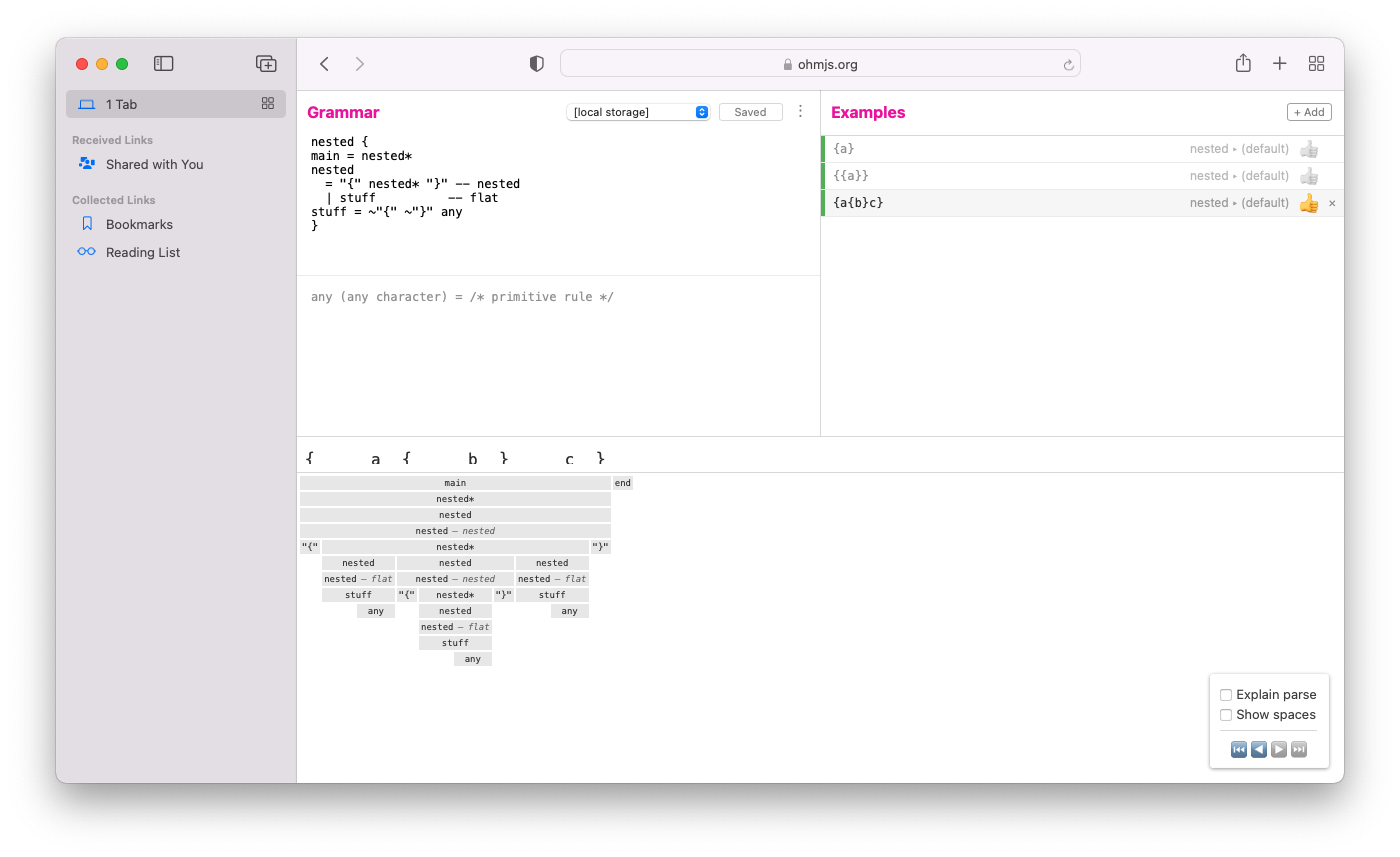 ohmjs.org
1 Tab
Received Links
Shared with You
Collected Links
Bookmarks
Reading List
Grammar
[local storage]
Saved
nested {
main = nested*
nested
  = "{" nested* "}" -- nested
  | stuff          -- flat
stuff = ~"{" ~"}" any
}
any (any character) = /* primitive rule */
Examples
+ Add
{a} nested ▸ (default)
{{a}} nested ▸ (default)
{a{b}c} nested ▸ (default) ×
{ a { b } c }
main end
nested*
nested
nested – nested
"{" nested* "}"
nested nested nested
nested – flat nested – nested nested – flat
stuff "{" nested* "}" stuff
any nested any
nested – flat
stuff
any
Explain parse
Show spaces